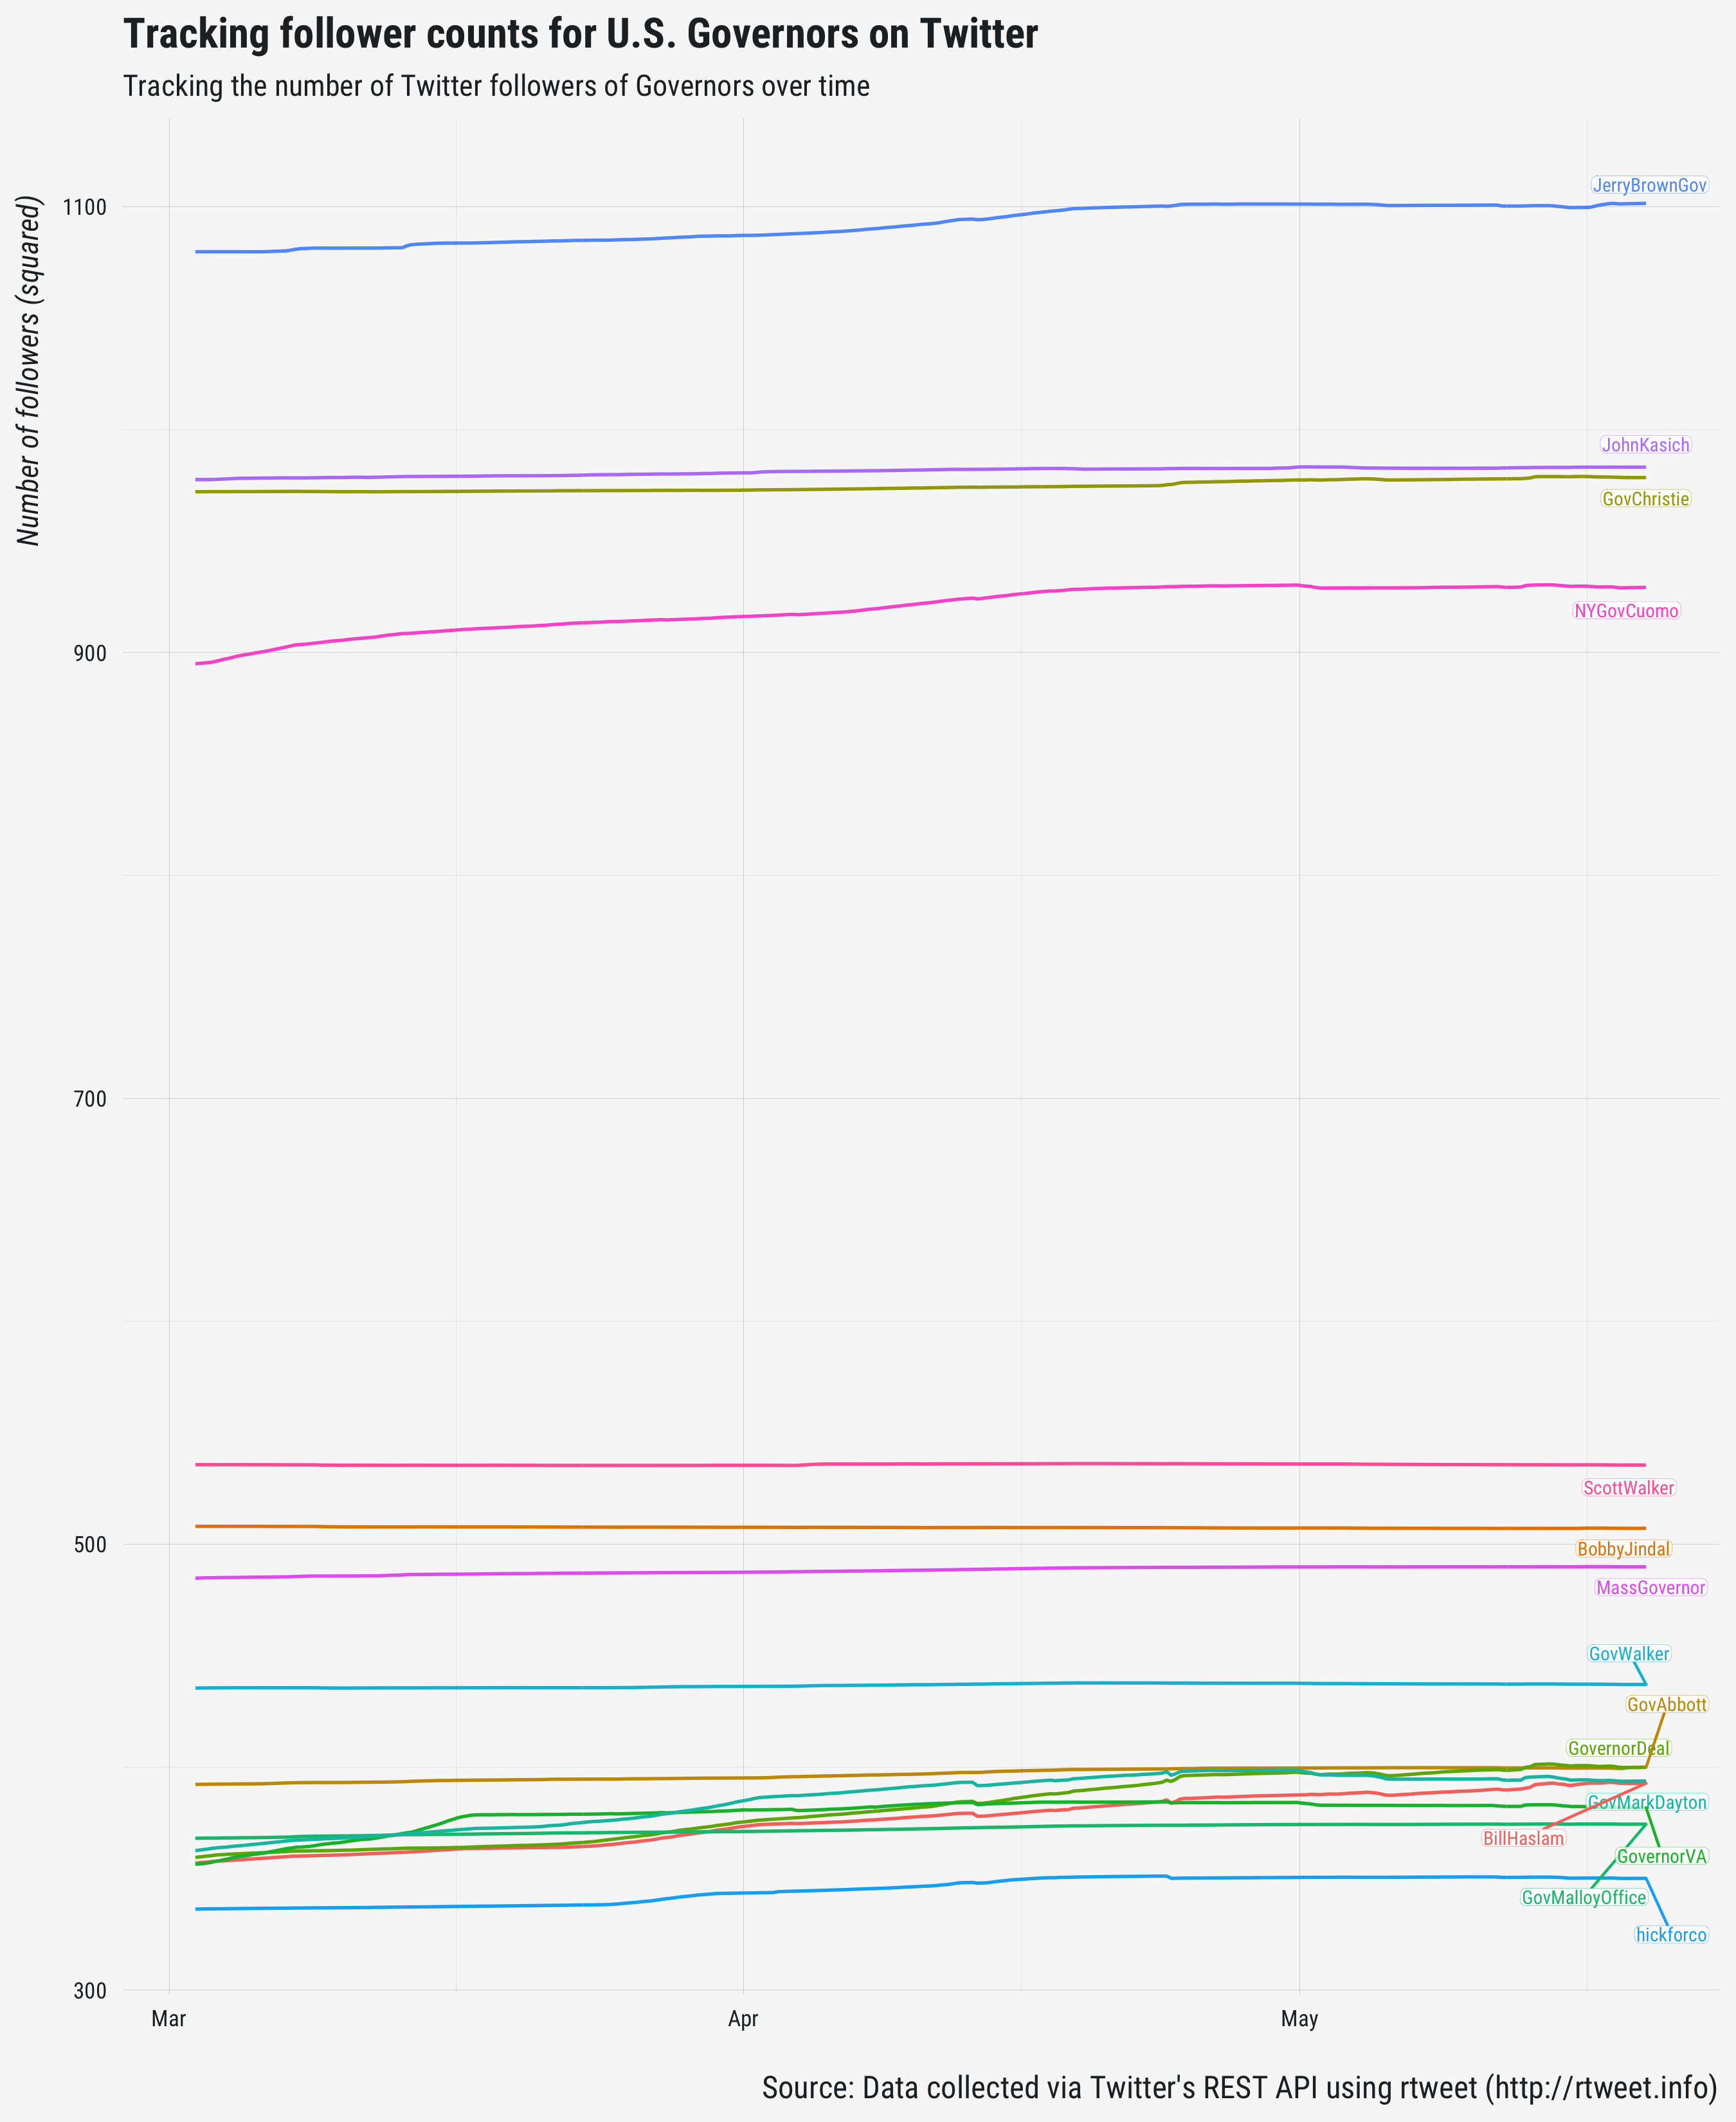 Tracking follower counts for U.S. Governors on Twitter
Tracking the number of Twitter followers of Governors over time
Number of followers (squared)
1100
900
700
500
300
JerryBrownGov
JohnKasich
GovChristie
NYGovCuomo
ScottWalker
BobbyJindal
MassGovernor
GovWalker
GovAbbott
GovernorDeal
GovMarkDayton
BillHaslam
GovernorVA
GovMalloyOffice
hickforco
Mar
Apr
May
Source: Data collected via Twitter's REST API using rtweet (http://rtweet.info)